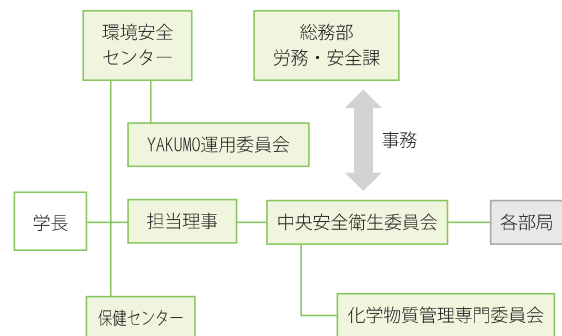 環境安全
センター
総務部
労務・安全課
YAKUMO運用委員会
事務
学長
担当理事
中央安全衛生委員会
各部局
保健センター
化学物質管理専門委員会